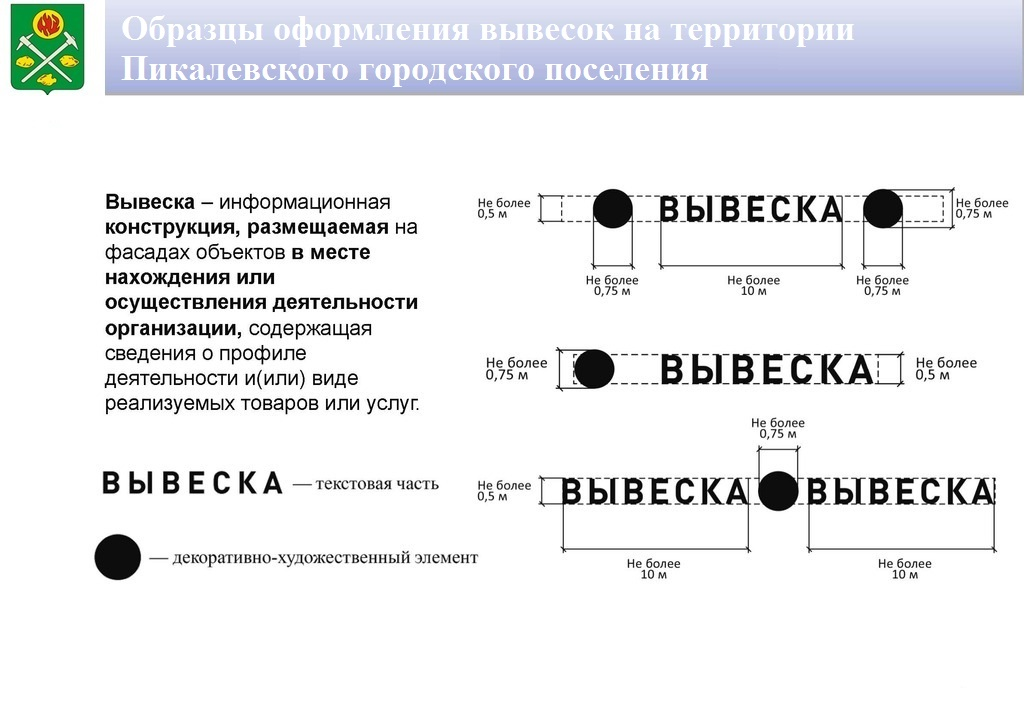 Образцы оформления вывесок на территории
Пикалевского городского поселения
Вывеска – информационная
конструкция, размещаемая на
фасадах объектов в месте
нахождения или
осуществления деятельности
организации, содержащая
сведения о профиле
деятельности и(или) виде
реализуемых товаров или услуг.
ВЫВЕСКА — текстовая часть
— декоративно-художественный элемент
Не более
0,5 м
ВЫВЕСКА
Не более
0,75 м
Не более
0,75 м
Не более
10 м
Не более
0,75 м
Не более
0,75 м
ВЫВЕСКА
Не более
0,5 м
Не более
0,75 м
Не более
0,5 м
ВЫВЕСКА ВЫВЕСКА
Не более
10 м
Не более
10 м